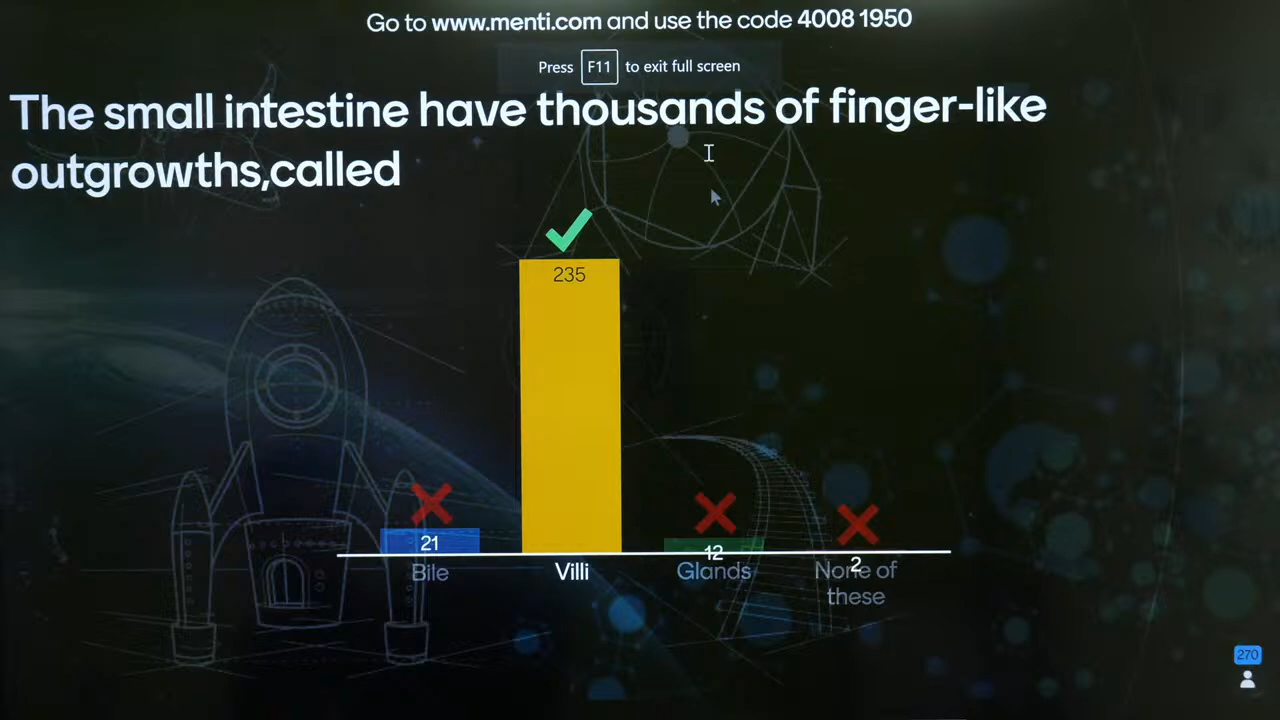 Go to www.menti.com and use the code 4008 1950
Press F11 to exit full screen
The small intestine have thousands of finger-like
outgrowths,called
235
21
12
2
Bile
Villi
Glands
None of
these
270